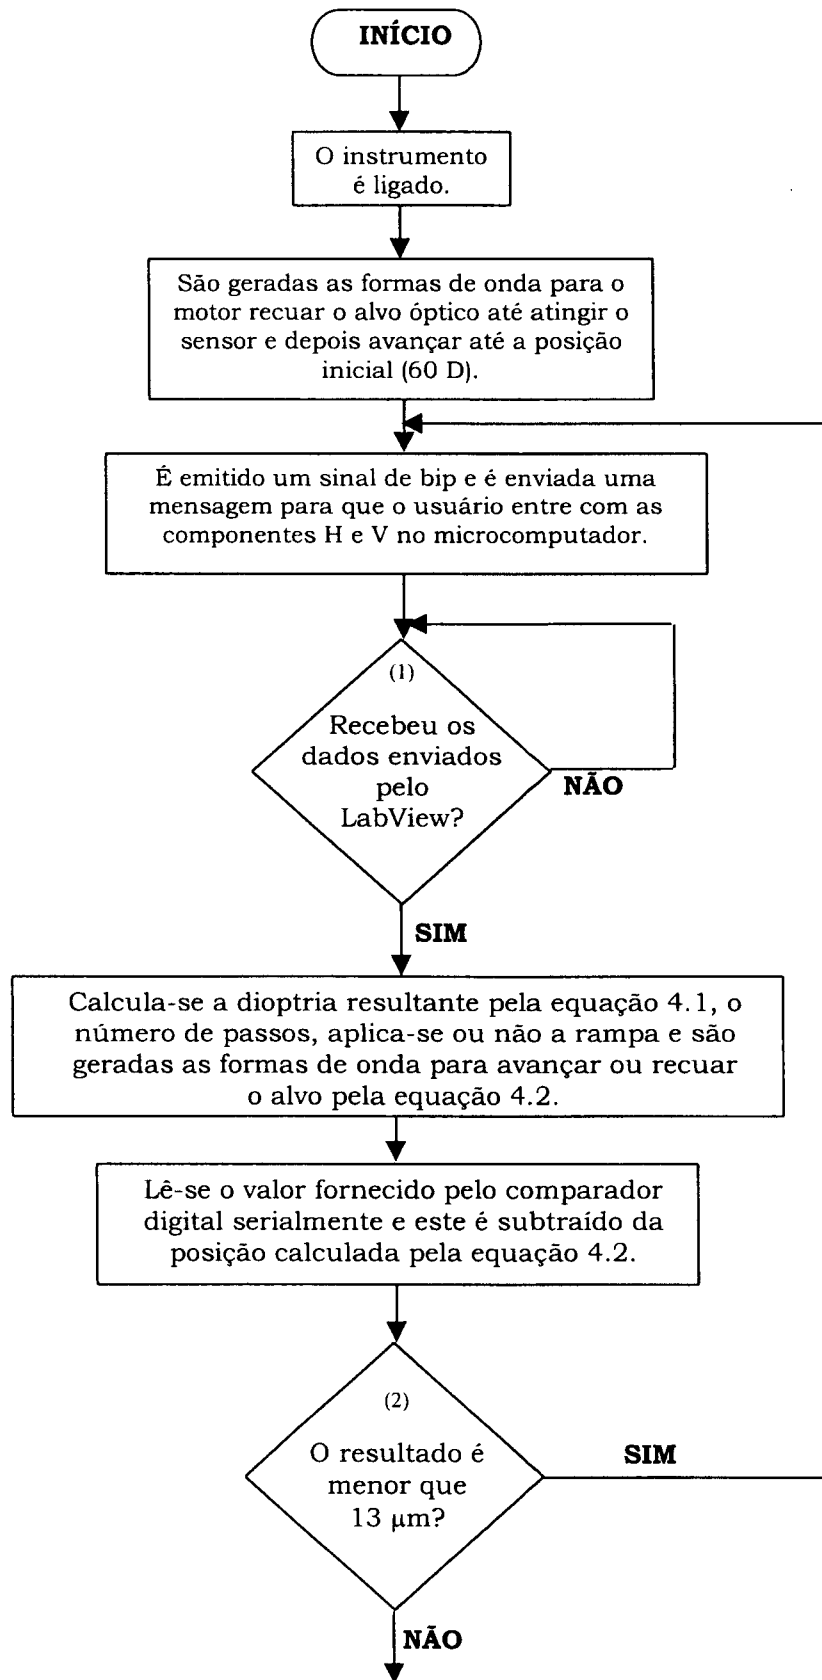 INÍCIO
O instrumento
é ligado.
São geradas as formas de onda para o
motor recuar o alvo óptico até atingir o
sensor e depois avançar até a posição
inicial (60 D).
É emitido um sinal de bip e é enviada uma
mensagem para que o usuário entre com as
componentes H e V no microcomputador.
(1)
Recebeu os
dados enviados
pelo
LabView?
NÃO
SIM
Calcula-se a dioptria resultante pela equação 4.1, o
número de passos, aplica-se ou não a rampa e são
geradas as formas de onda para avançar ou recuar
o alvo pela equação 4.2.
Lê-se o valor fornecido pelo comparador
digital serialmente e este é subtraído da
posição calculada pela equação 4.2.
(2)
O resultado é
menor que
13 µm?
SIM
NÃO